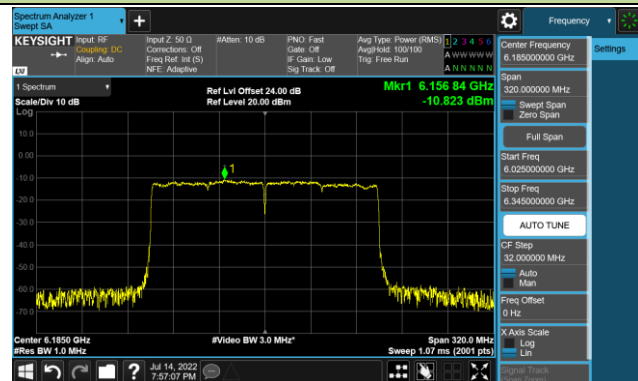 Spectrum Analyzer 1
Swept SA
Frequency
KEYSIGHT
Input: RF
Coupling: DC
Align: Auto
Input Z: 50 Ω
Corrections: Off
Freq Ref: Int (S)
NFE: Adaptive
#Atten: 10 dB
PNO: Fast
Gate: Off
IF Gain: Low
Sig Track: Off
Avg Type: Power (RMS)
Avg|Hold: 100/100
Trig: Free Run
1 2 3 4 5 6
A W W W W W
A N N N N N
LXI
1 Spectrum
Scale/Div 10 dB
Log
Ref Lvl Offset 24.00 dB
Ref Level 20.00 dBm
Mkr1 6.156 84 GHz
-10.823 dBm
10.0
0.00
-10.0
-20.0
-30.0
-40.0
-50.0
-60.0
-70.0
1
Center 6.1850 GHz
#Res BW 1.0 MHz
#Video BW 3.0 MHz*
Span 320.0 MHz
Sweep 1.07 ms (2001 pts)
Jul 14, 2022
7:57:07 PM
Center Frequency
6.185000000 GHz
Settings
Span
320.000000 MHz
Swept Span
Zero Span
Full Span
Start Freq
6.025000000 GHz
Stop Freq
6.345000000 GHz
AUTO TUNE
CF Step
32.000000 MHz
Auto
Man
Freq Offset
0 Hz
X Axis Scale
Log
Lin
Signal Track